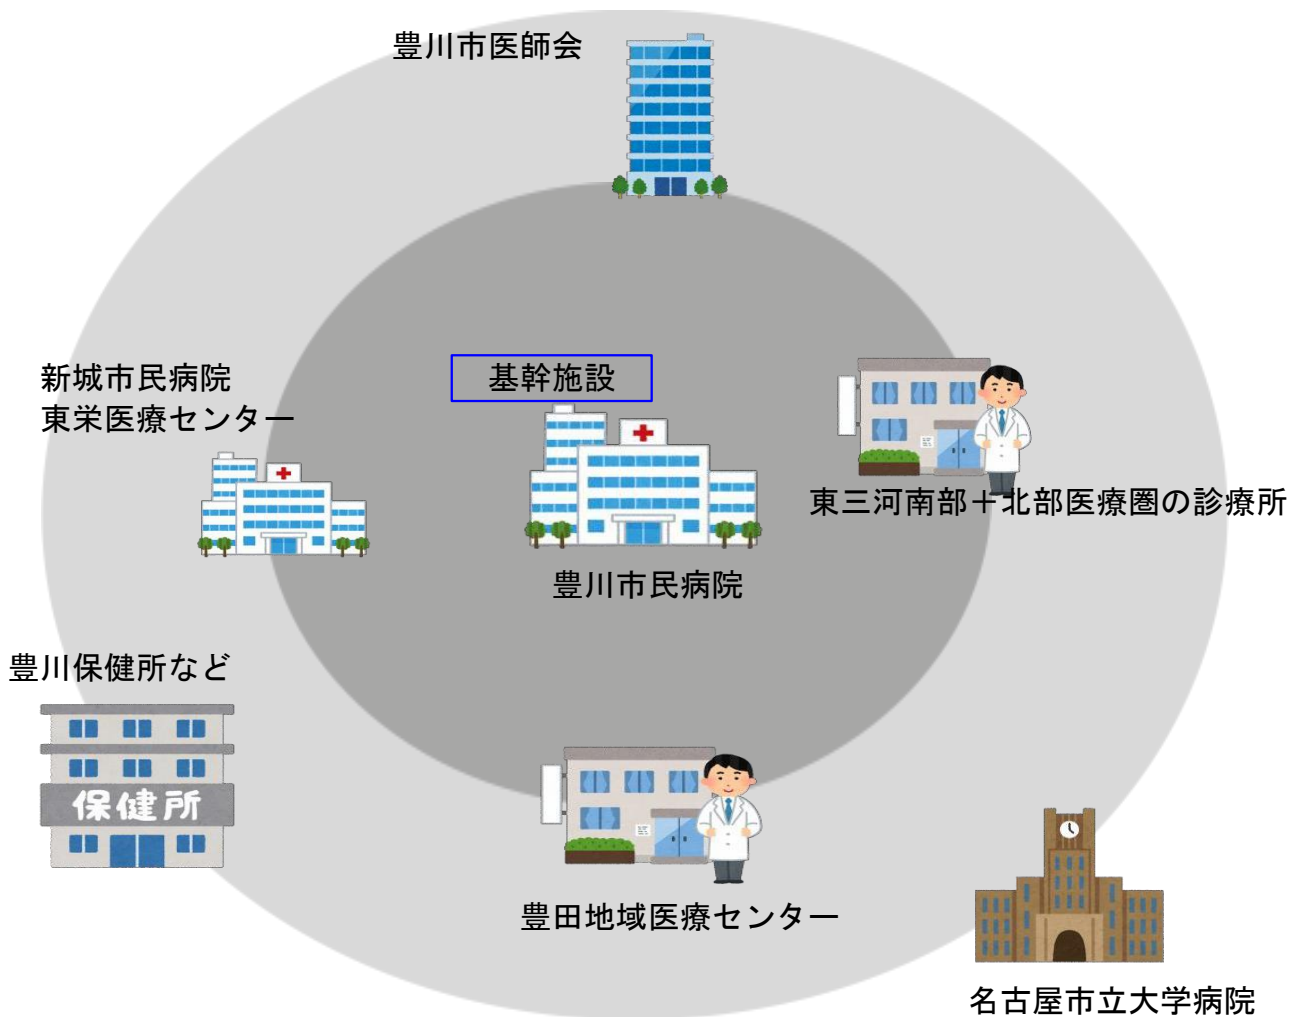 豊川市医師会
新城市民病院
東栄医療センター
基幹施設
豊川市民病院
東三河南部＋北部医療圏の診療所
豊川保健所など
保健所
豊田地域医療センター
名古屋市立大学病院